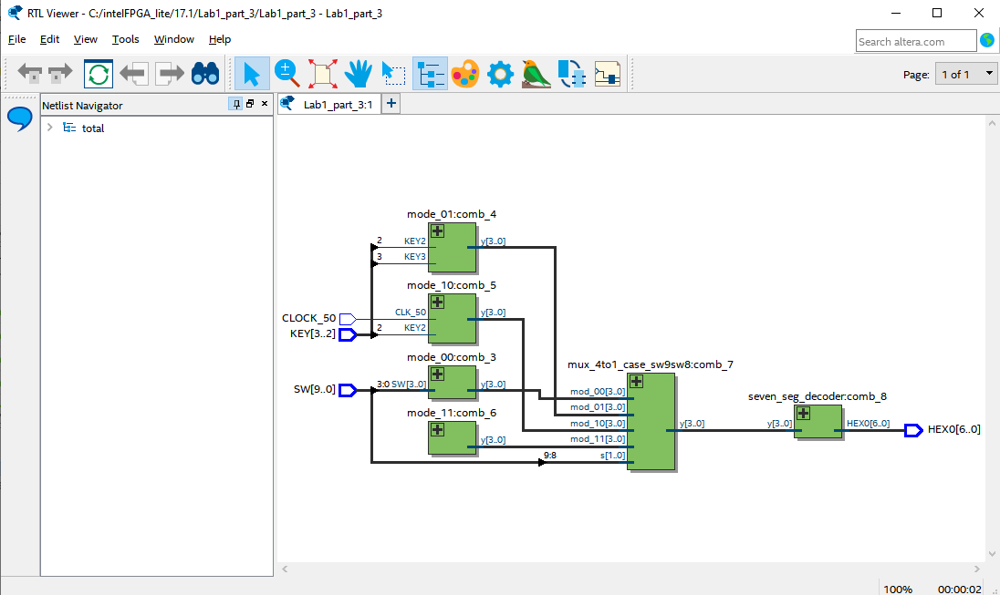 RTL Viewer - C:/intelFPGA_lite/17.1/Lab1_part_3/Lab1_part_3 - Lab1_part_3
File Edit View Tools Window Help
Search altera.com
Page: 1 of 1
Netlist Navigator
Lab1_part_3:1
total
mode_01:comb_4
2 KEY2 y[3..0]
3 KEY3
mode_10:comb_5
CLOCK_50 CLK_50 y[3..0]
KEY[3..2] 2 KEY2
mode_00:comb_3
SW[9..0] 3:0 SW[3..0] y[3..0]
mode_11:comb_6
y[3..0]
mux_4to1_case_sw9sw8:comb_7
mod_00[3..0]
mod_01[3..0]
mod_10[3..0] y[3..0]
mod_11[3..0]
9:8 s[1..0]
seven_seg_decoder:comb_8
y[3..0] HEX0[6..0] HEX0[6..0]
100% 00:00:02